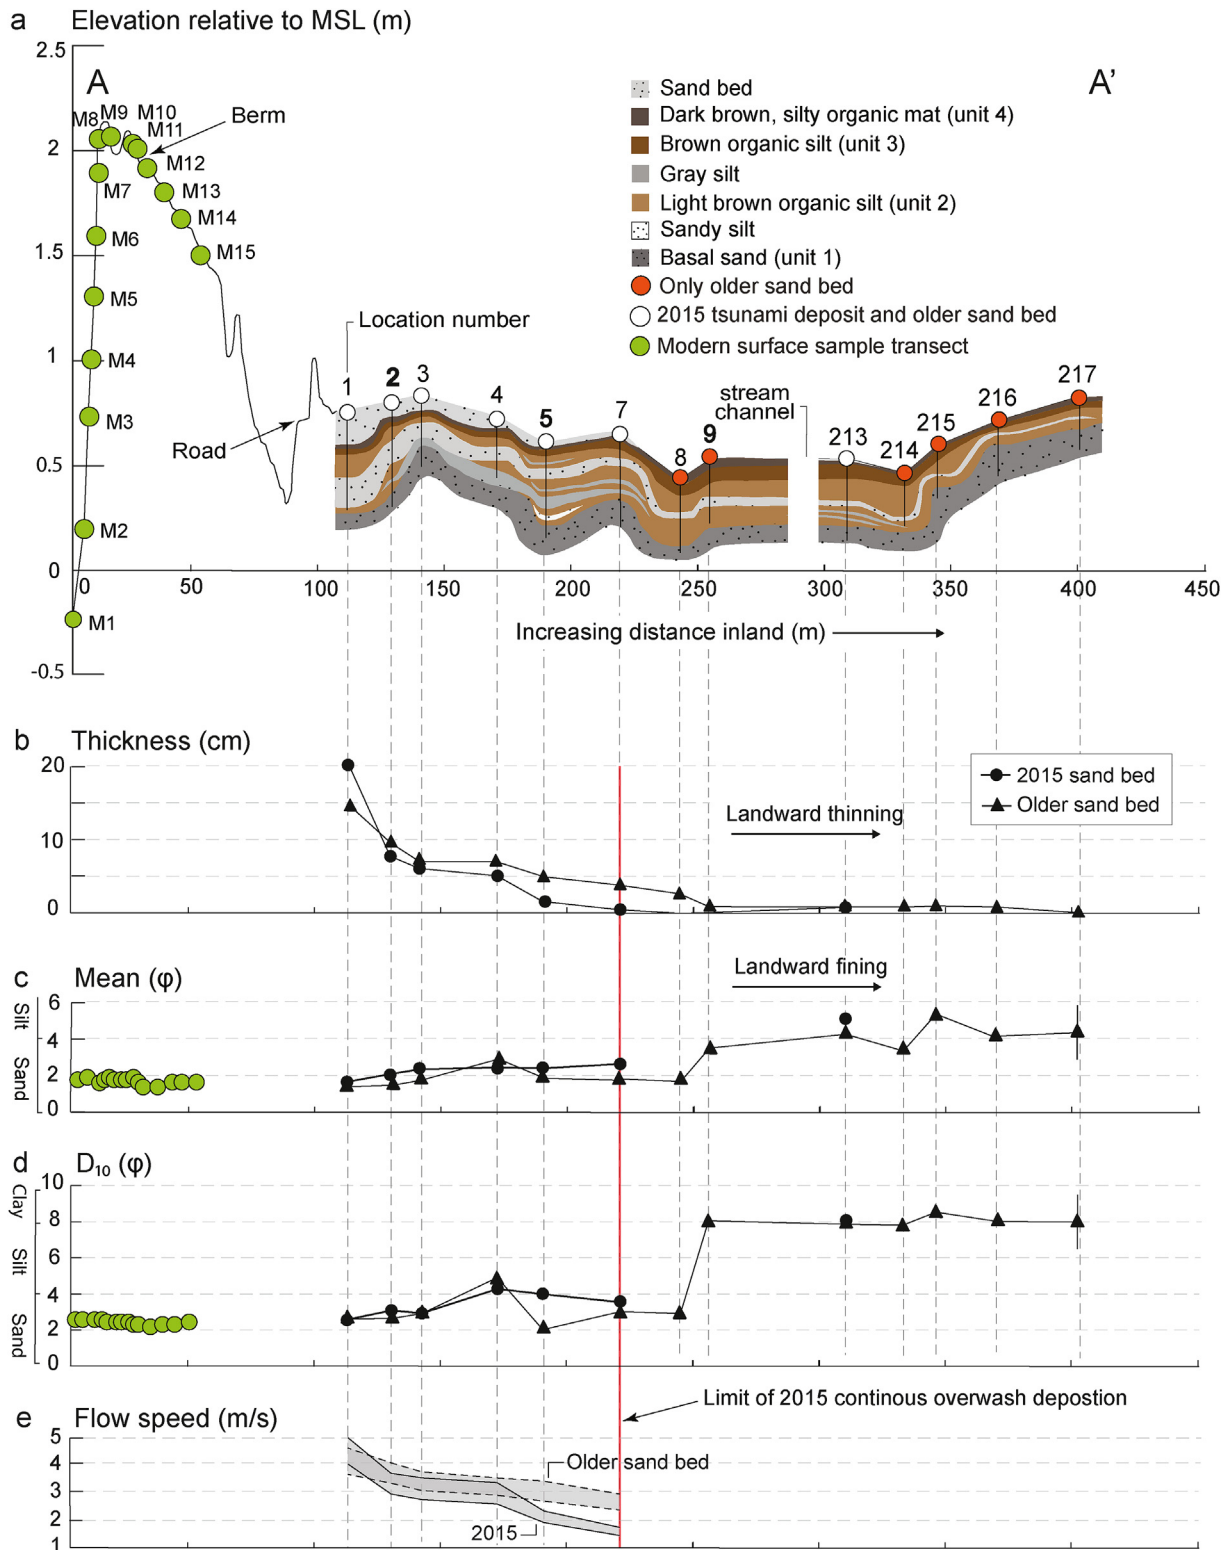 a Elevation relative to MSL (m)
2.5
A
A’
M8
M9
M10
M11
Berm
2
M12
M7
M13
M14
M6
M15
1.5
M5
1
M4
M3
0.5
M2
0
M1
-0.5
Road
Location number
Sand bed
Dark brown, silty organic mat (unit 4)
Brown organic silt (unit 3)
Gray silt
Light brown organic silt (unit 2)
Sandy silt
Basal sand (unit 1)
Only older sand bed
2015 tsunami deposit and older sand bed
Modern surface sample transect
1 2 3 4 5 7 8 9
stream
channel
213 214 215 216 217
0 50 100 150 200 250 300 350 400 450
Increasing distance inland (m)
b Thickness (cm)
20
10
0
2015 sand bed
Older sand bed
Landward thinning
c Mean (φ)
Silt
Sand
6
4
2
0
Landward fining
d D₁₀ (φ)
Clay
Silt
Sand
10
8
6
4
2
0
Limit of 2015 continous overwash depostion
e Flow speed (m/s)
5
4
3
2
1
Older sand bed
2015